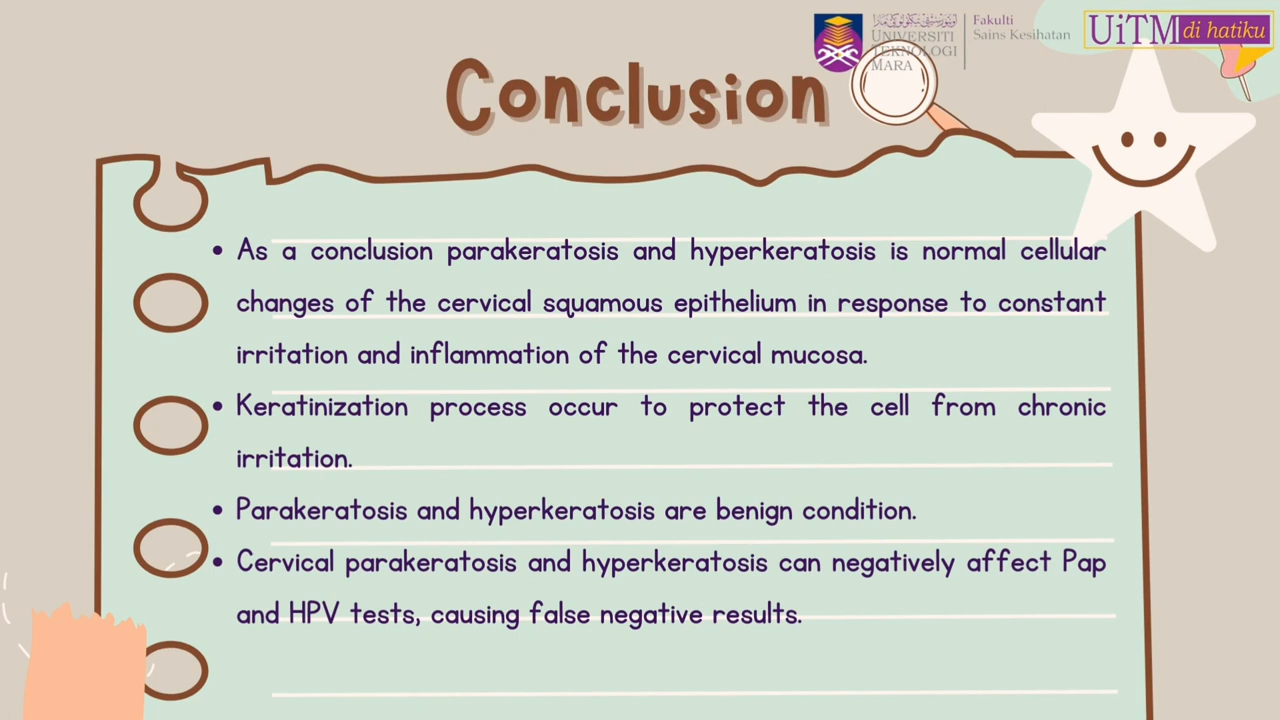 UNIVERSITI
TEKNOLOGI
MARA
Fakulti
Sains Kesihatan
UiTM di hatiku
Conclusion
• As a conclusion parakeratosis and hyperkeratosis is normal cellular
changes of the cervical squamous epithelium in response to constant
irritation and inflammation of the cervical mucosa.
• Keratinization process occur to protect the cell from chronic
irritation.
• Parakeratosis and hyperkeratosis are benign condition.
• Cervical parakeratosis and hyperkeratosis can negatively affect Pap
and HPV tests, causing false negative results.